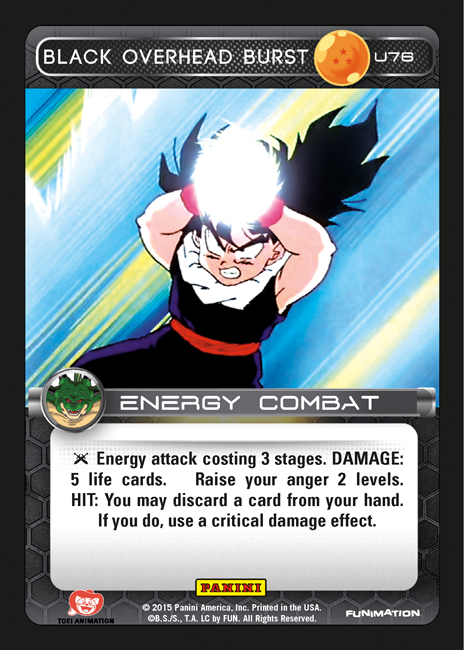 BLACK OVERHEAD BURST U76
ENERGY COMBAT
Energy attack costing 3 stages. DAMAGE:
5 life cards. Raise your anger 2 levels.
HIT: You may discard a card from your hand.
If you do, use a critical damage effect.
PANINI
© 2015 Panini America, Inc. Printed in the USA.
©B.S./S., T.A. LC by FUN. All Rights Reserved.
TOEI ANIMATION
FUNIMATION